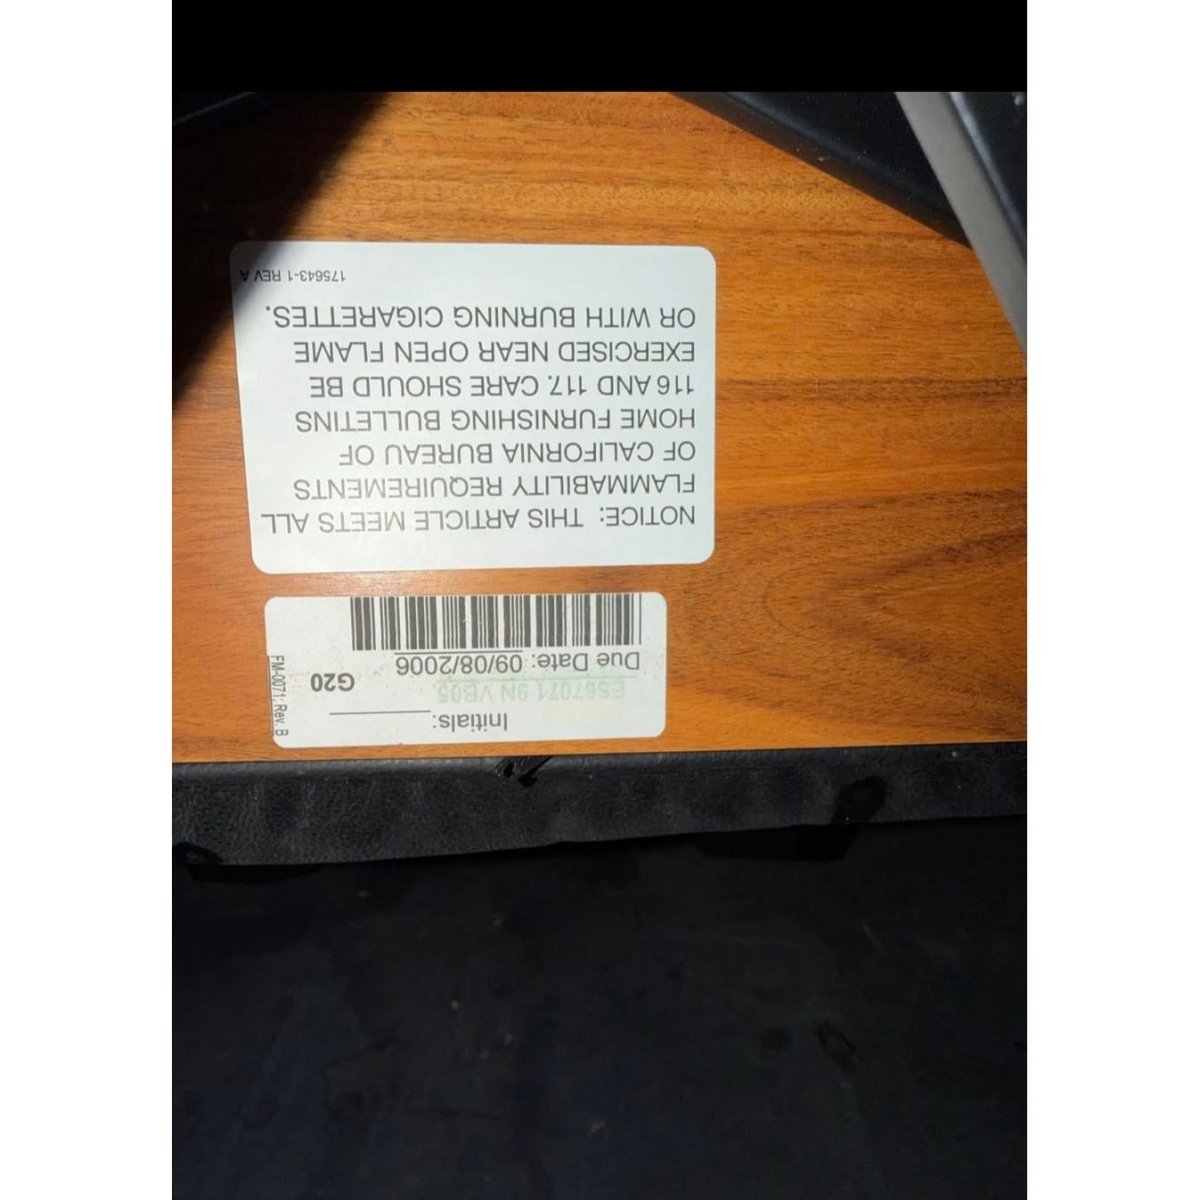 NOTICE: THIS ARTICLE MEETS ALL
FLAMMABILITY REQUIREMENTS
OF CALIFORNIA BUREAU OF
HOME FURNISHING BULLETINS
116 AND 117. CARE SHOULD BE
EXERCISED NEAR OPEN FLAME
OR WITH BURNING CIGARETTES.
175643-1 REV A
Initials:
ES67071 9N VB05
Due Date: 09/08/2006
G20
FM-0071; Rev. B